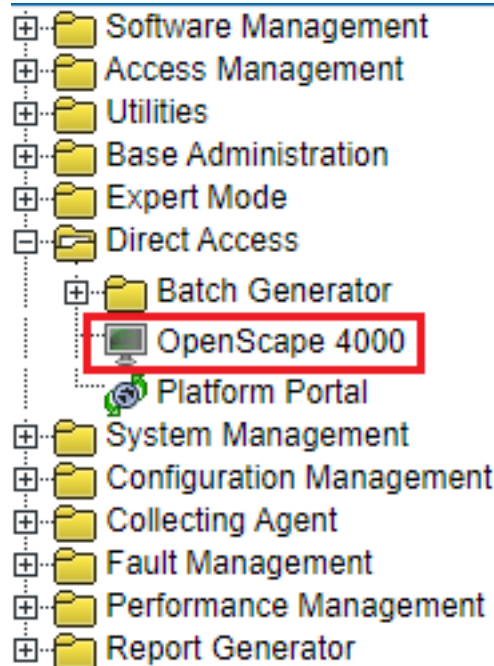 Software Management
Access Management
Utilities
Base Administration
Expert Mode
Direct Access
Batch Generator
OpenScape 4000
Platform Portal
System Management
Configuration Management
Collecting Agent
Fault Management
Performance Management
Report Generator